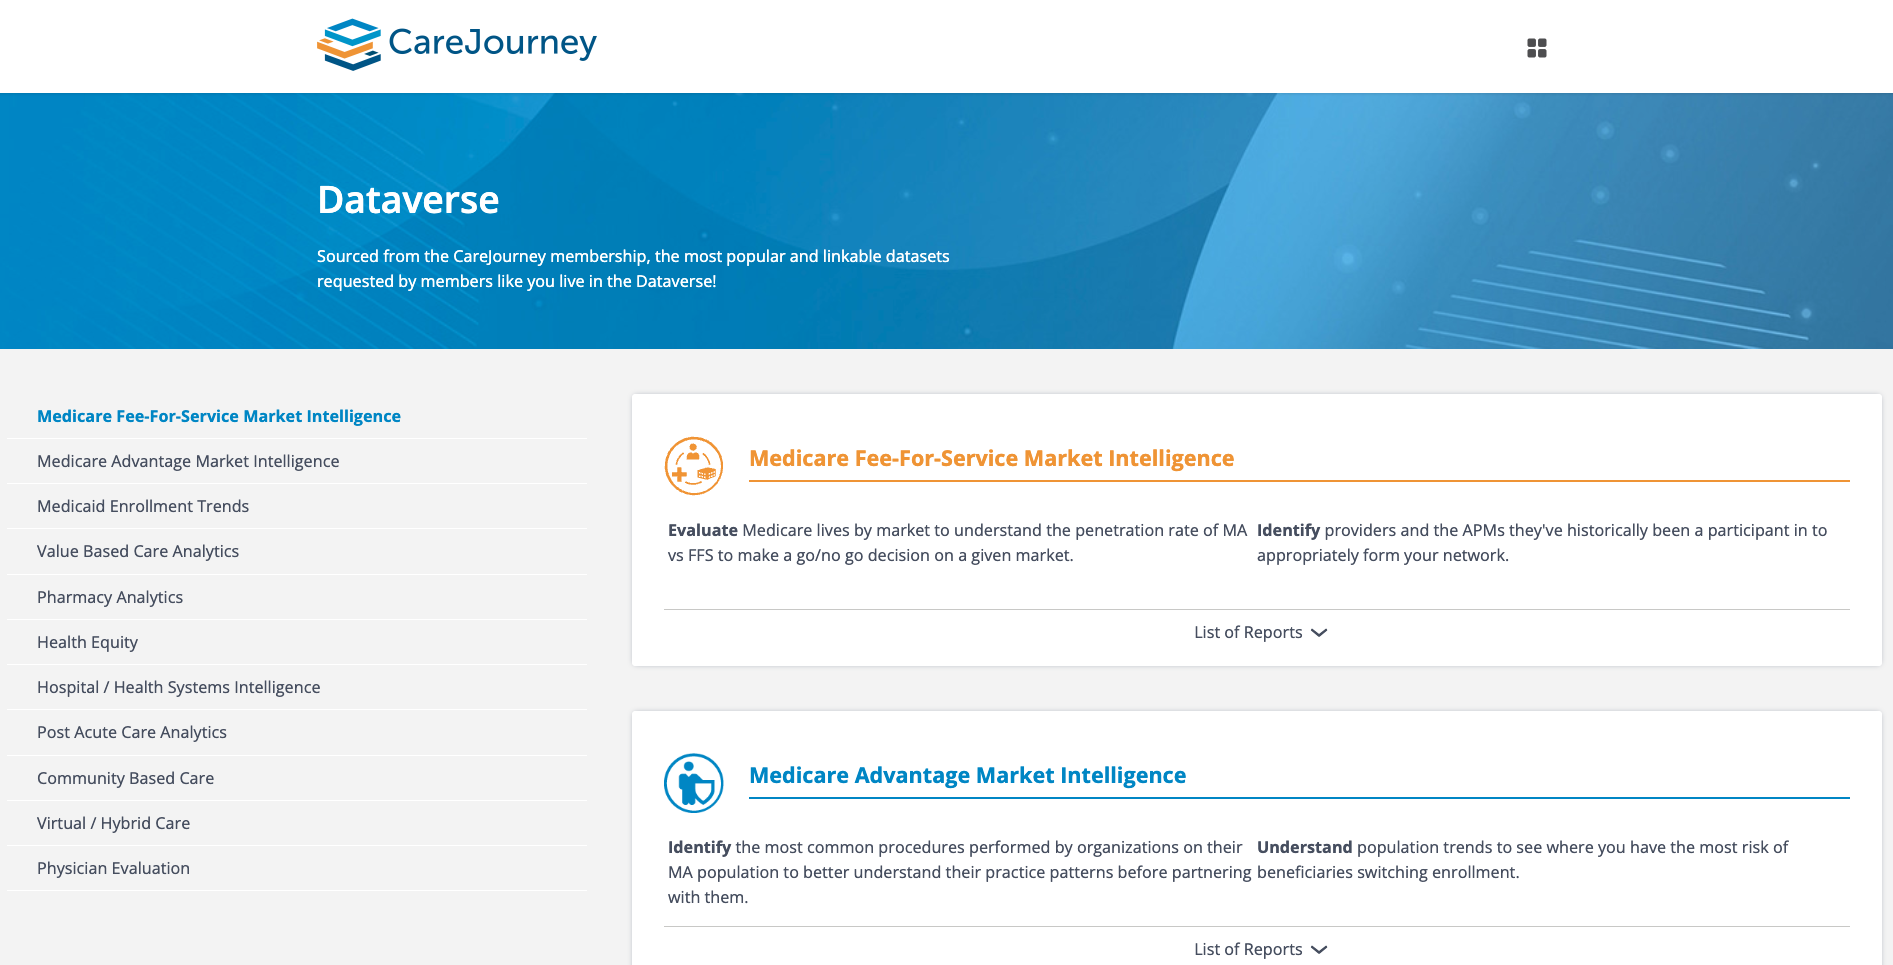 CareJourney
Dataverse
Sourced from the CareJourney membership, the most popular and linkable datasets
requested by members like you live in the Dataverse!
Medicare Fee-For-Service Market Intelligence
Medicare Advantage Market Intelligence
Medicaid Enrollment Trends
Value Based Care Analytics
Pharmacy Analytics
Health Equity
Hospital / Health Systems Intelligence
Post Acute Care Analytics
Community Based Care
Virtual / Hybrid Care
Physician Evaluation
Medicare Fee-For-Service Market Intelligence
Evaluate Medicare lives by market to understand the penetration rate of MA
vs FFS to make a go/no go decision on a given market.
Identify providers and the APMs they've historically been a participant in to
appropriately form your network.
List of Reports
Medicare Advantage Market Intelligence
Identify the most common procedures performed by organizations on their
MA population to better understand their practice patterns before partnering
with them.
Understand population trends to see where you have the most risk of
beneficiaries switching enrollment.
List of Reports